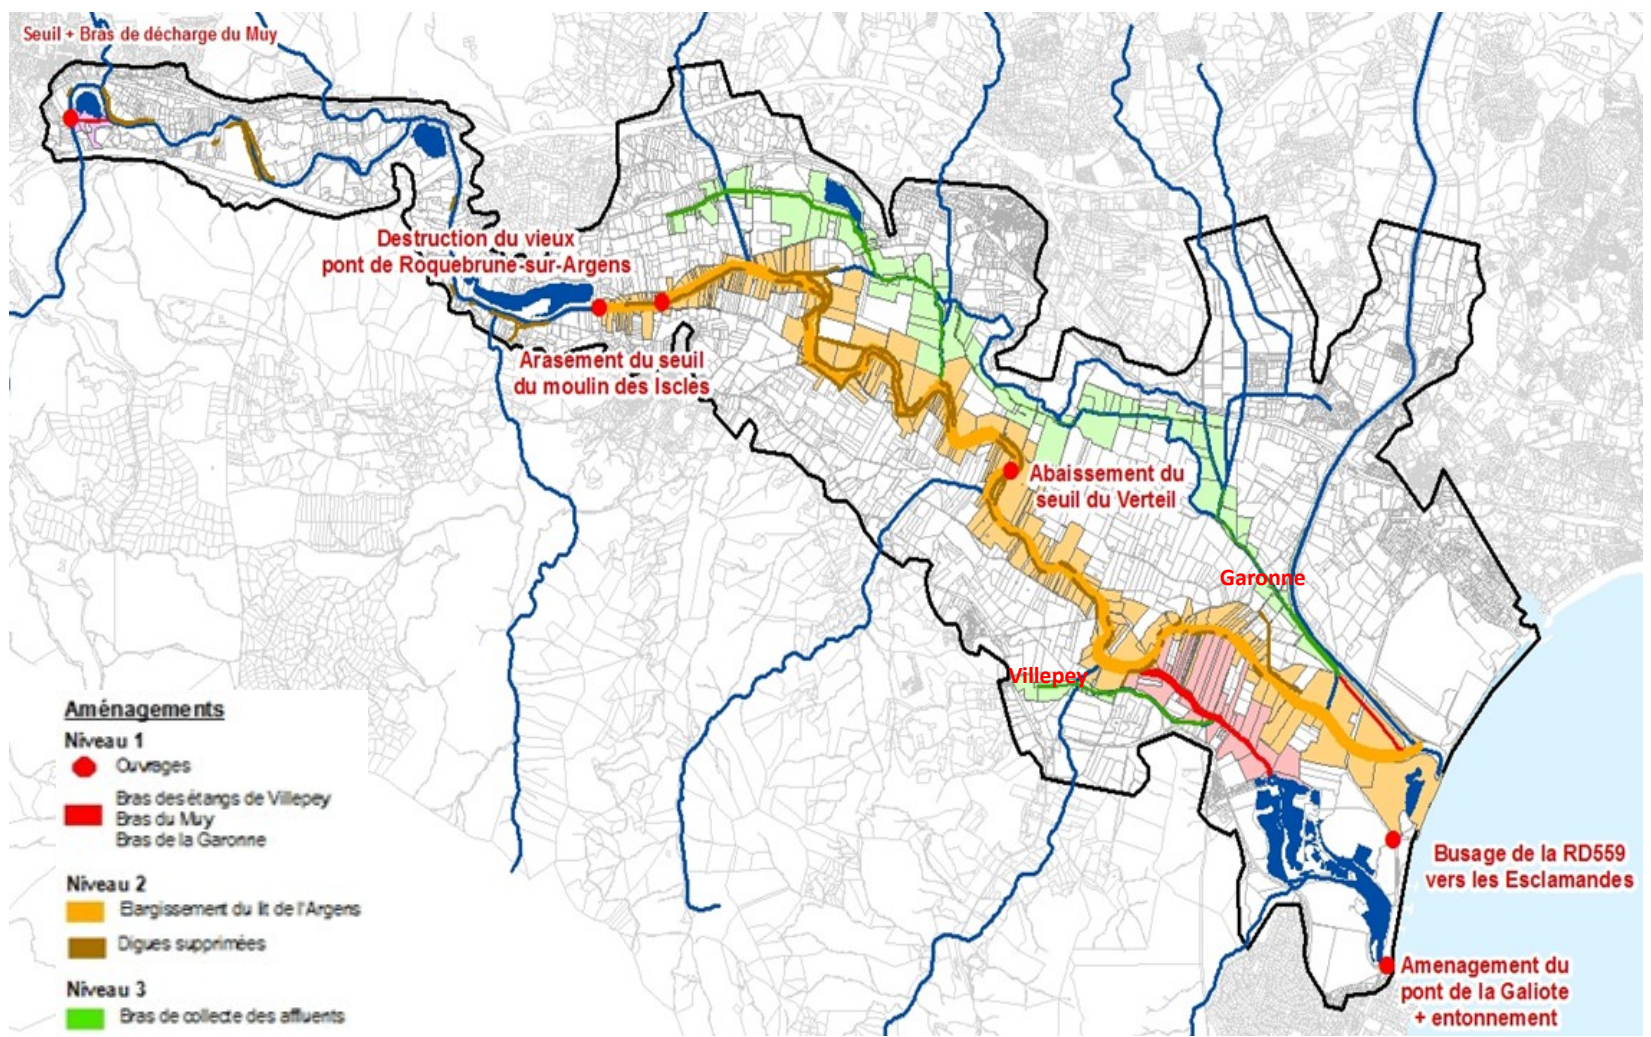 Seuil + Bras de décharge du Muy
Destruction du vieux
pont de Roquebrune-sur-Argens
Arasement du seuil
du moulin des Iscles
Abaissement du
seuil du Verteil
Garonne
Villepey
Aménagements
Niveau 1
Ouvrages
Bras des étangs de Villepey
Bras du Muy
Bras de la Garonne
Niveau 2
Elargissement du lit de l'Argens
Digues supprimées
Niveau 3
Bras de collecte des affluents
Busage de la RD559
vers les Esclamandes
Amenagement du
pont de la Galiote
+ entonnement